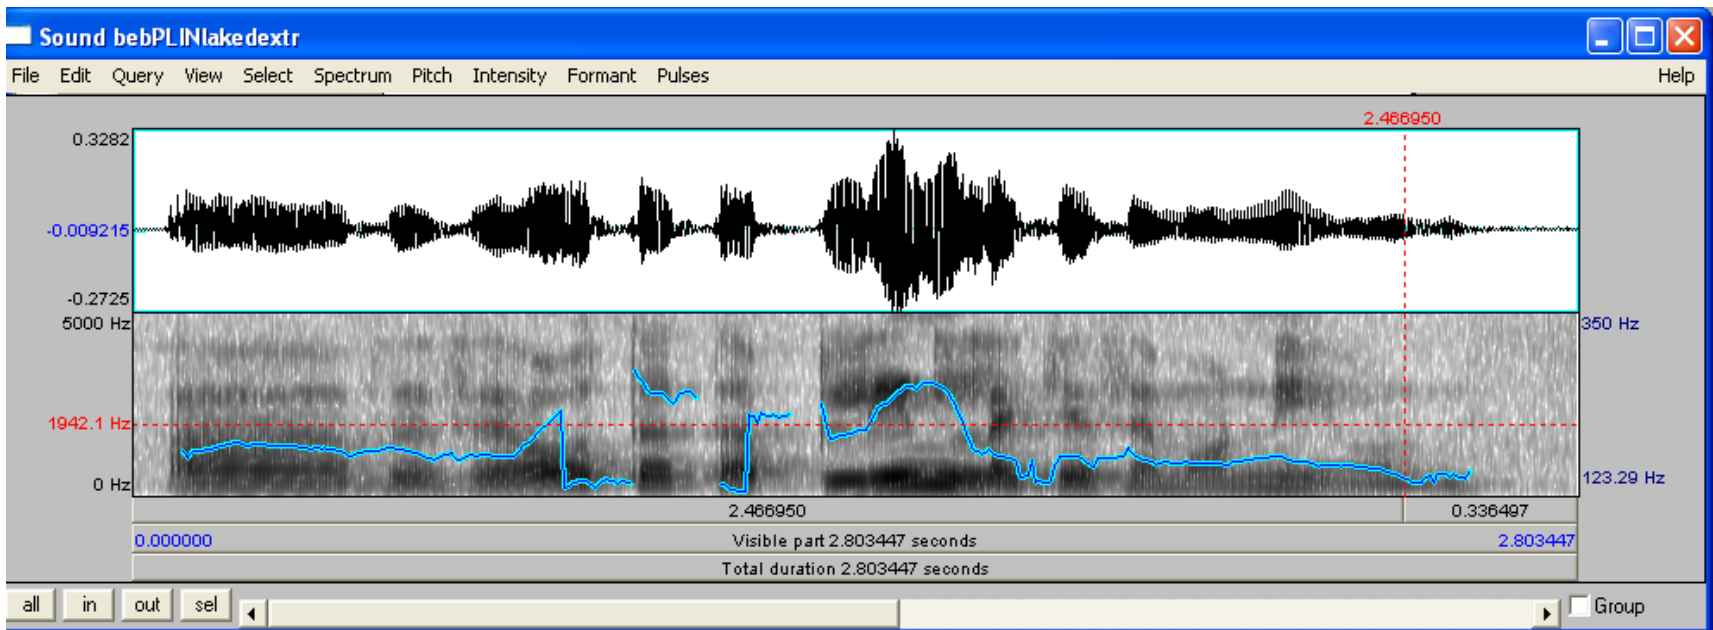 Sound bebPLINlakedextr
File Edit Query View Select Spectrum Pitch Intensity Formant Pulses Help
2.466950
0.3282
-0.009215
-0.2725
5000 Hz 350 Hz
1942.1 Hz
0 Hz 123.29 Hz
2.466950 0.336497
0.000000 Visible part 2.803447 seconds 2.803447
Total duration 2.803447 seconds
all in out sel Group